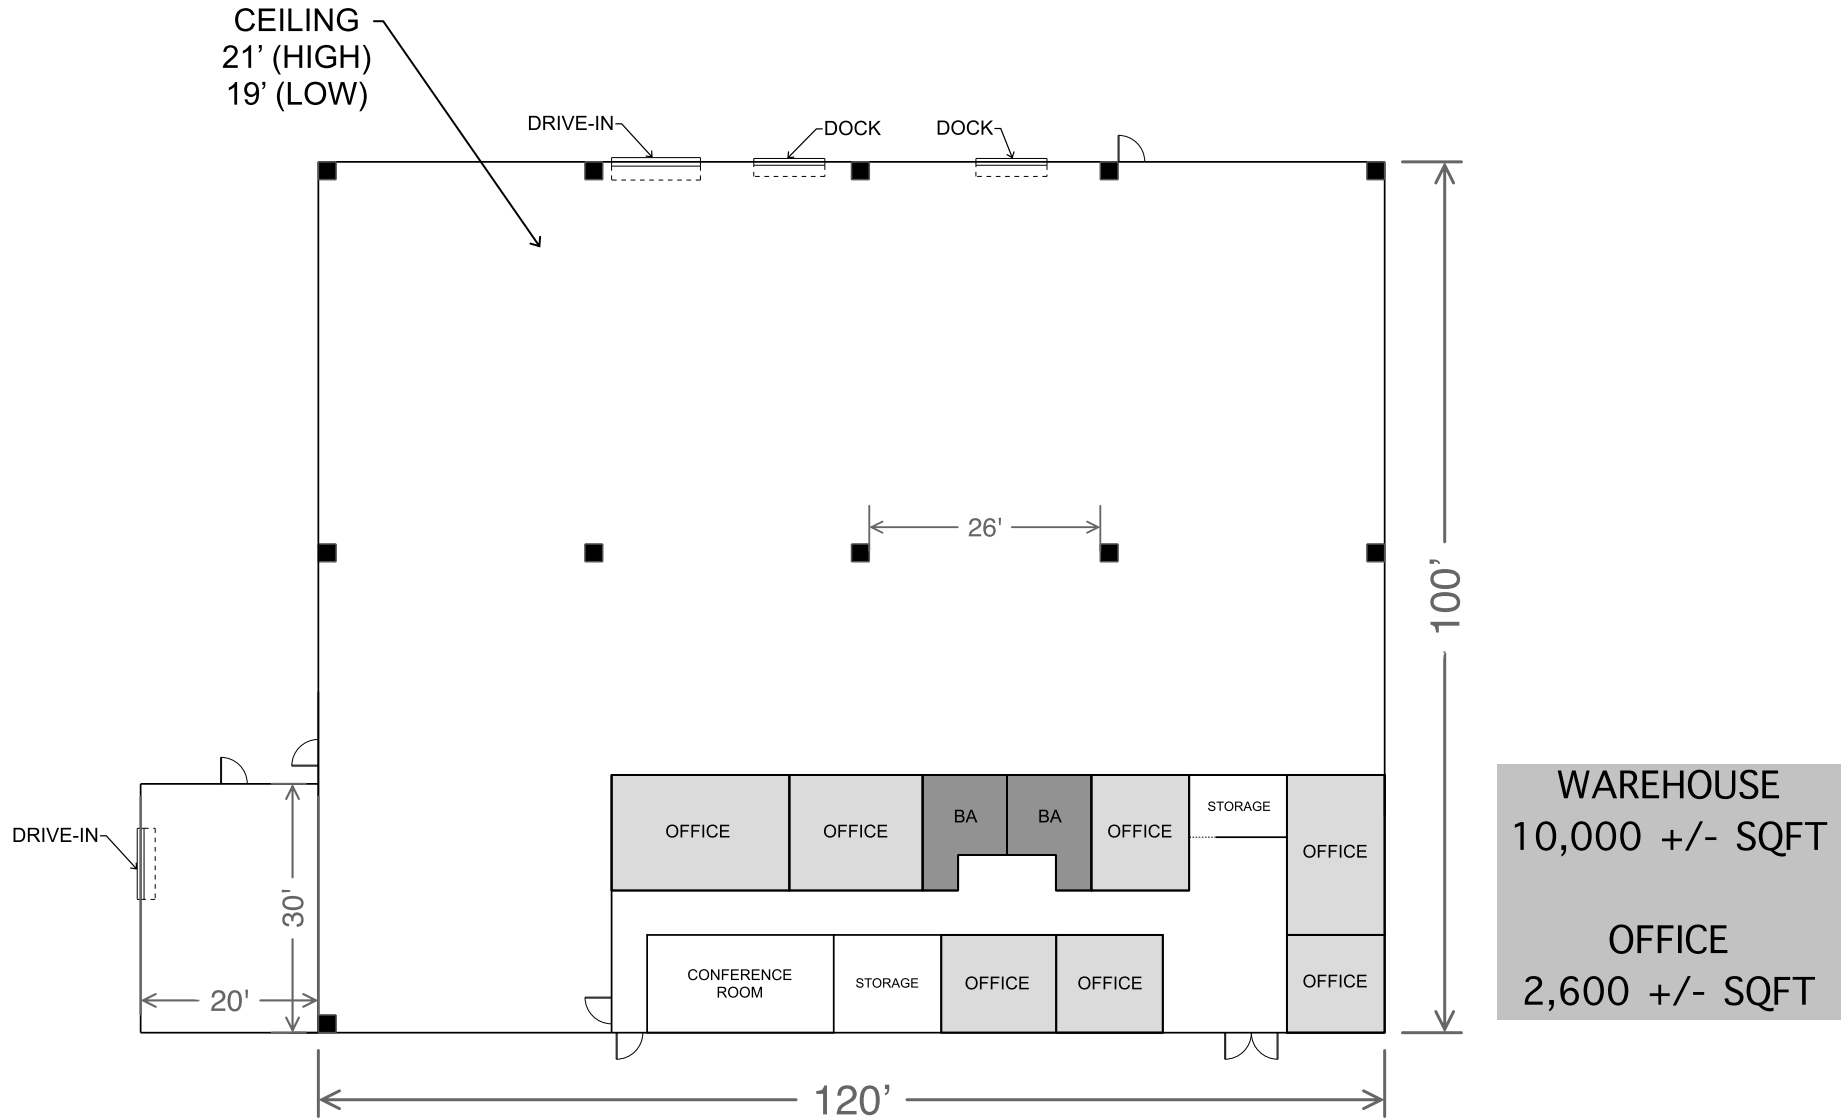 CEILING
21’ (HIGH)
19’ (LOW)
DRIVE-IN
DOCK
DOCK
26'
100’
DRIVE-IN
30'
20'
OFFICE
OFFICE
BA
BA
OFFICE
STORAGE
OFFICE
CONFERENCE
ROOM
STORAGE
OFFICE
OFFICE
OFFICE
120’
WAREHOUSE
10,000 +/- SQFT
OFFICE
2,600 +/- SQFT